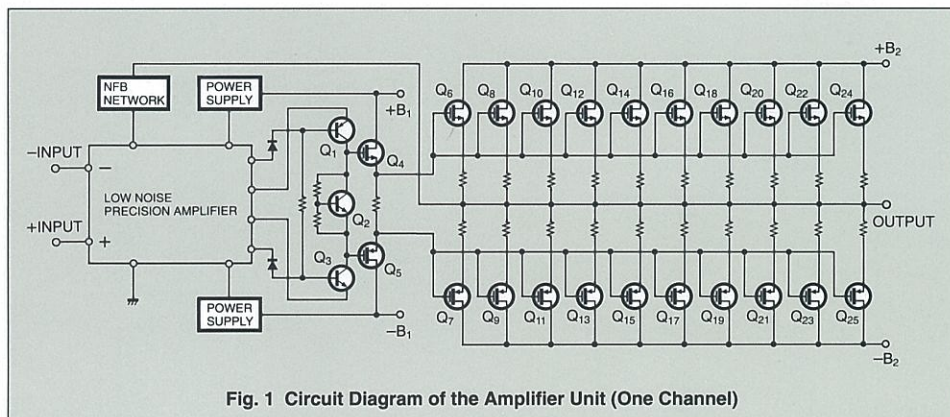 +B₂
NFB
NETWORK
POWER
SUPPLY
Q₆ Q₈ Q₁₀ Q₁₂ Q₁₄ Q₁₆ Q₁₈ Q₂₀ Q₂₂ Q₂₄
+B₁
Q₁
Q₄
–INPUT
–
LOW NOISE
PRECISION AMPLIFIER
Q₂
OUTPUT
+INPUT
+
Q₃
Q₅
POWER
SUPPLY
–B₁
Q₇ Q₉ Q₁₁ Q₁₃ Q₁₅ Q₁₇ Q₁₉ Q₂₁ Q₂₃ Q₂₅
–B₂
Fig. 1 Circuit Diagram of the Amplifier Unit (One Channel)